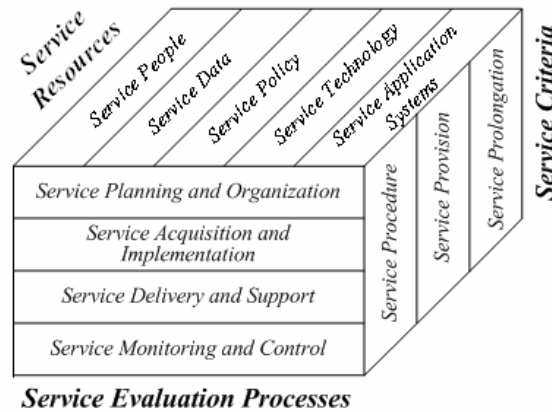 Service
Resources
Service People
Service Data
Service Policy
Service Technology
Service Application
Systems
Service Criteria
Service Procedure
Service Provision
Service Prolongation
Service Planning and Organization
Service Acquisition and
Implementation
Service Delivery and Support
Service Monitoring and Control
Service Evaluation Processes